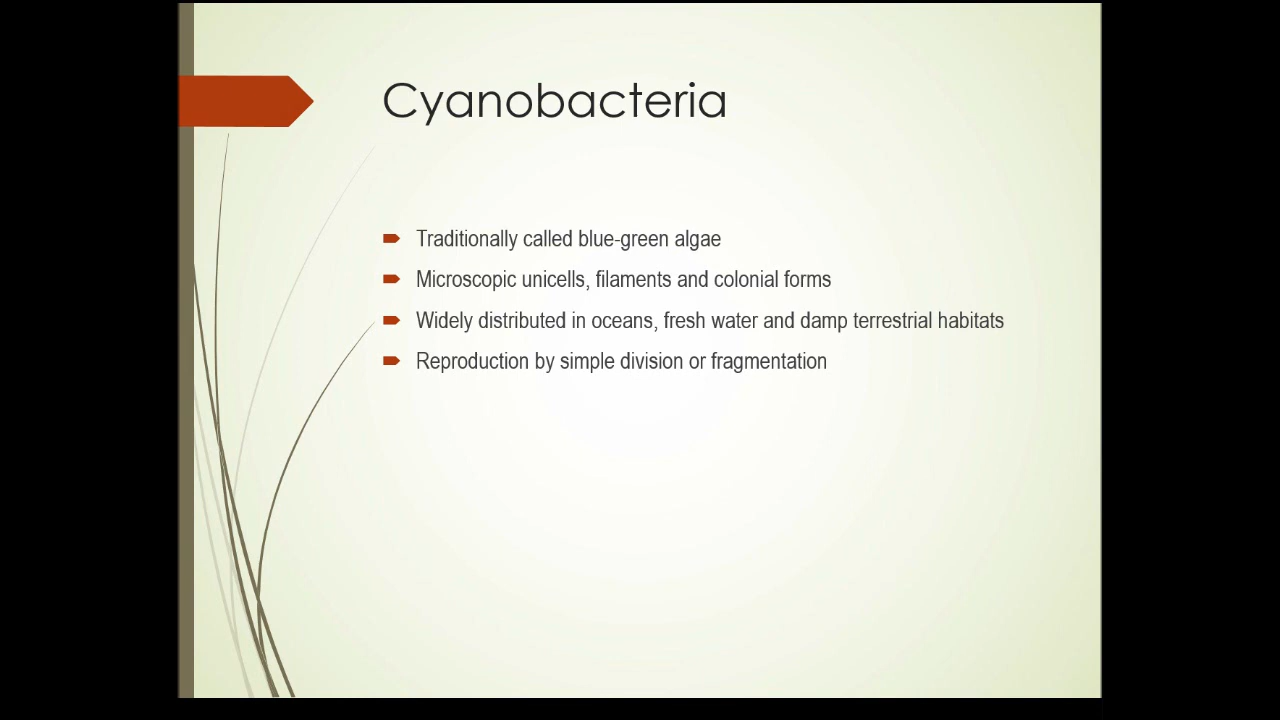 Cyanobacteria
Traditionally called blue-green algae
Microscopic unicells, filaments and colonial forms
Widely distributed in oceans, fresh water and damp terrestrial habitats
Reproduction by simple division or fragmentation